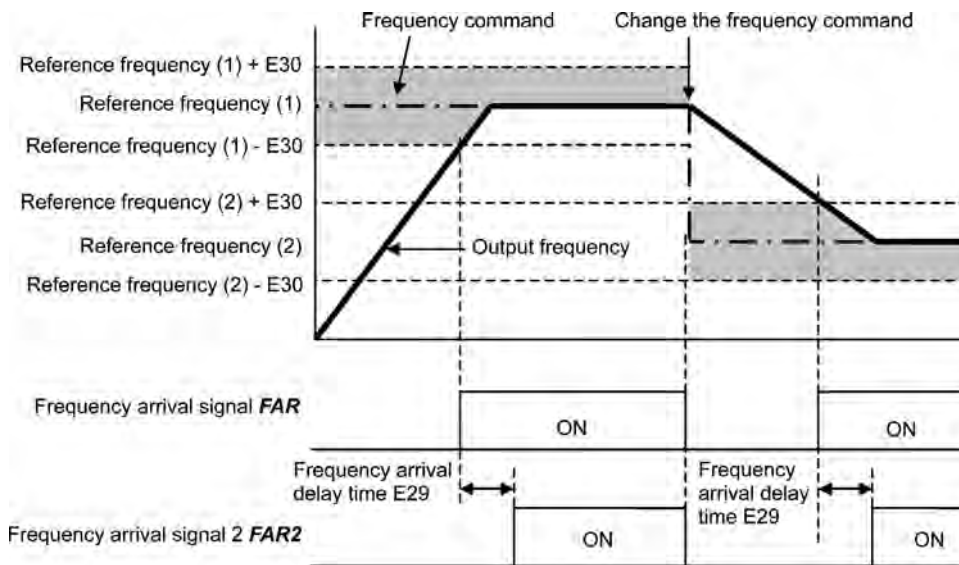 Frequency command
Change the frequency command
Reference frequency (1) + E30
Reference frequency (1)
Reference frequency (1) - E30
Reference frequency (2) + E30
Reference frequency (2)
Output frequency
Reference frequency (2) - E30
Frequency arrival signal FAR
ON
ON
Frequency arrival
delay time E29
Frequency
arrival delay
time E29
Frequency arrival signal 2 FAR2
ON
ON